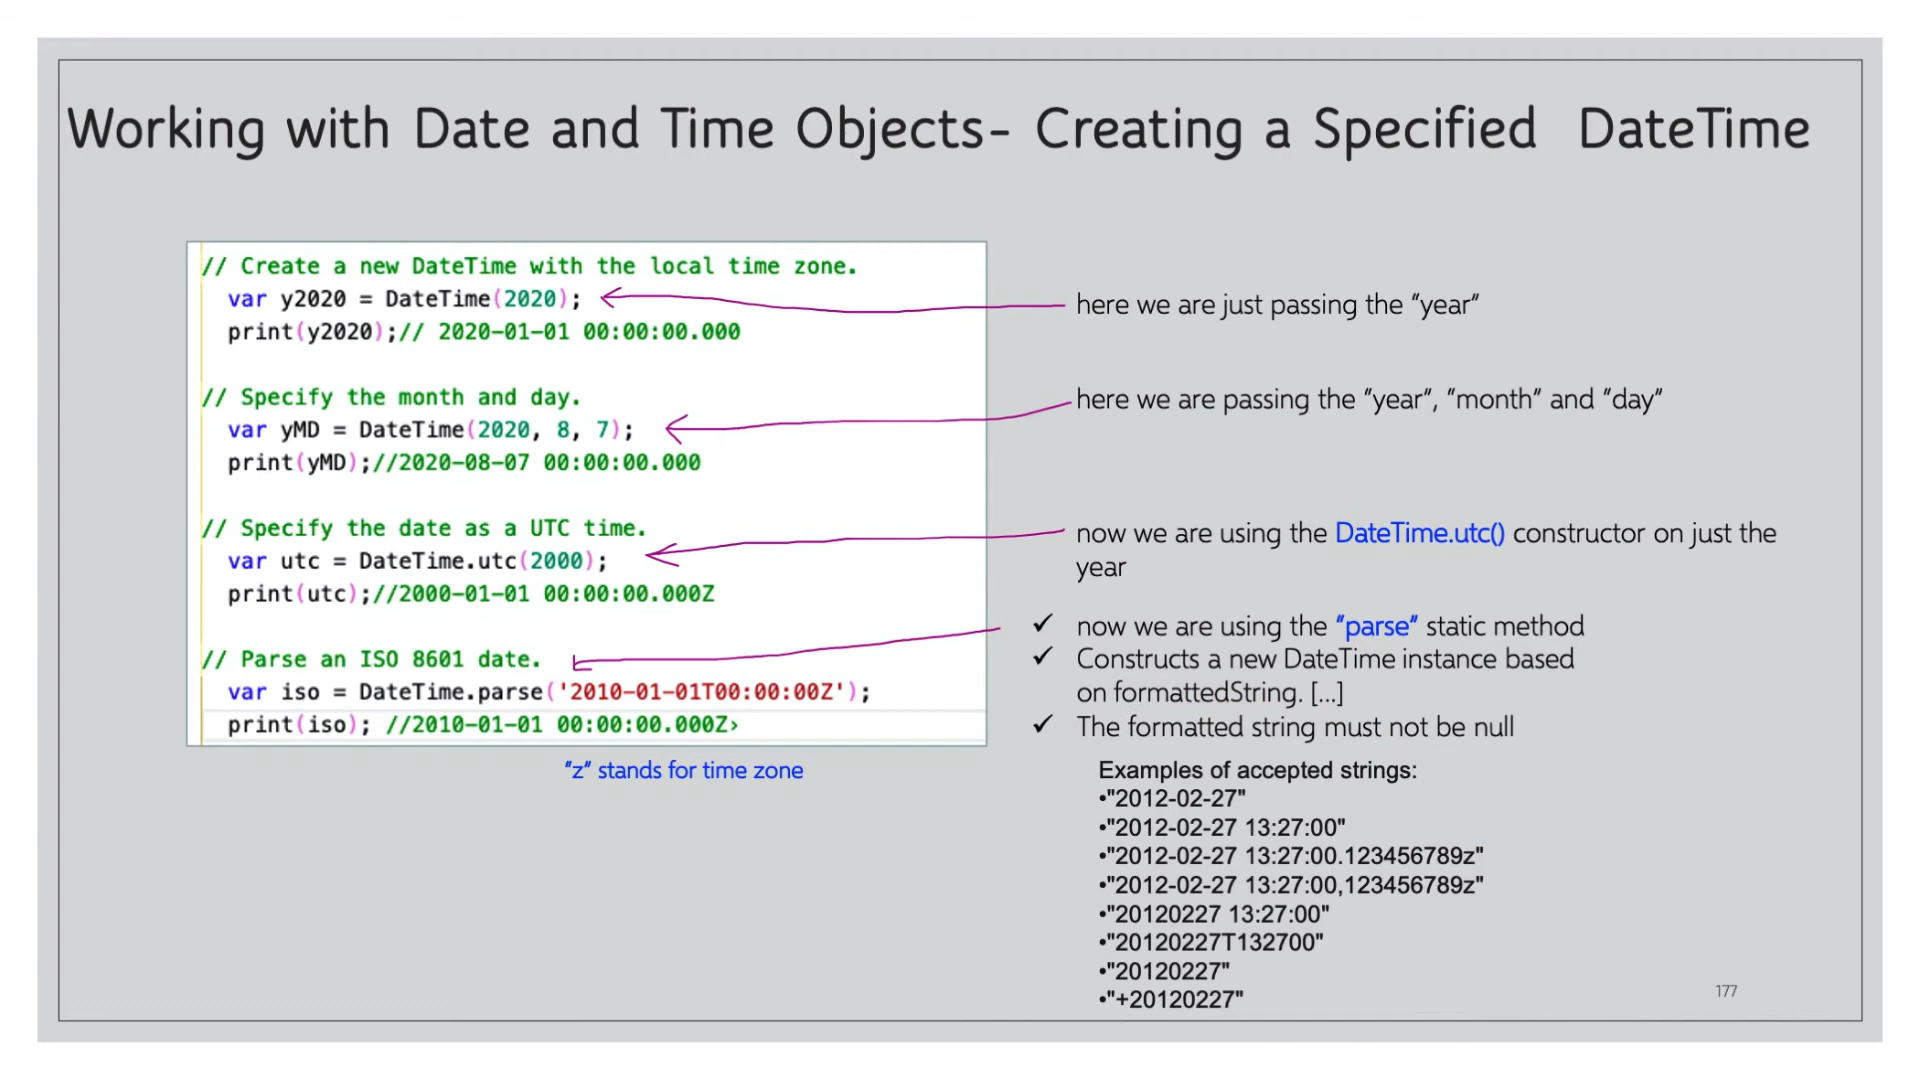 Working with Date and Time Objects- Creating a Specified  DateTime
// Create a new DateTime with the local time zone.
var y2020 = DateTime(2020);
print(y2020);// 2020-01-01 00:00:00.000
// Specify the month and day.
var yMD = DateTime(2020, 8, 7);
print(yMD);//2020-08-07 00:00:00.000
// Specify the date as a UTC time.
var utc = DateTime.utc(2000);
print(utc);//2000-01-01 00:00:00.000Z
// Parse an ISO 8601 date.
var iso = DateTime.parse('2010-01-01T00:00:00Z');
print(iso); //2010-01-01 00:00:00.000Z›
"z" stands for time zone
here we are just passing the "year"
here we are passing the "year", "month" and "day"
now we are using the DateTime.utc() constructor on just the
year
✓ now we are using the "parse" static method
✓ Constructs a new DateTime instance based
on formattedString. [...]
✓ The formatted string must not be null
Examples of accepted strings:
•"2012-02-27"
•"2012-02-27 13:27:00"
•"2012-02-27 13:27:00.123456789z"
•"2012-02-27 13:27:00,123456789z"
•"20120227 13:27:00"
•"20120227T132700"
•"20120227"
•"+20120227"
177